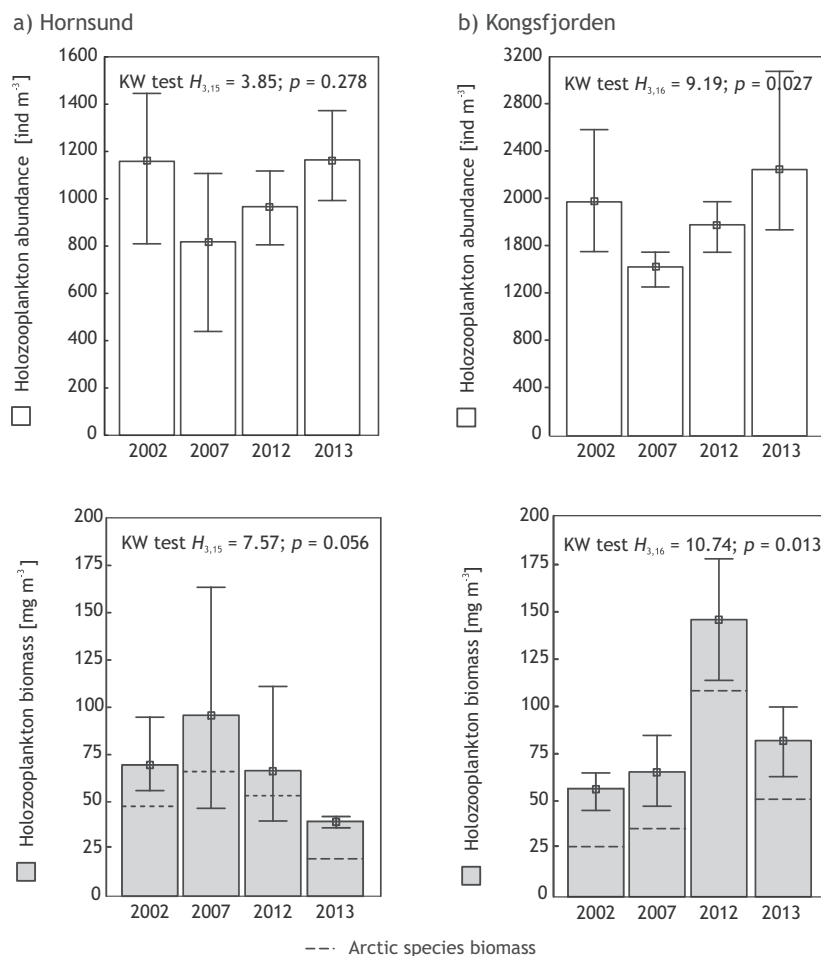 a) Hornsund
Holozooplankton abundance [ind m⁻³]
1600
1400
1200
1000
800
600
400
200
0
KW test H₃,₁₅ = 3.85; p = 0.278
2002 2007 2012 2013
b) Kongsfjorden
Holozooplankton abundance [ind m⁻³]
3200
2800
2400
2000
1800
1200
800
400
0
KW test H₃,₁₆ = 9.19; p = 0.027
2002 2007 2012 2013
Holozooplankton biomass [mg m⁻³]
200
175
150
125
100
75
50
25
0
KW test H₃,₁₅ = 7.57; p = 0.056
2002 2007 2012 2013
Holozooplankton biomass [mg m⁻³]
200
175
150
125
100
75
50
25
0
KW test H₃,₁₆ = 10.74; p = 0.013
2002 2007 2012 2013
Arctic species biomass